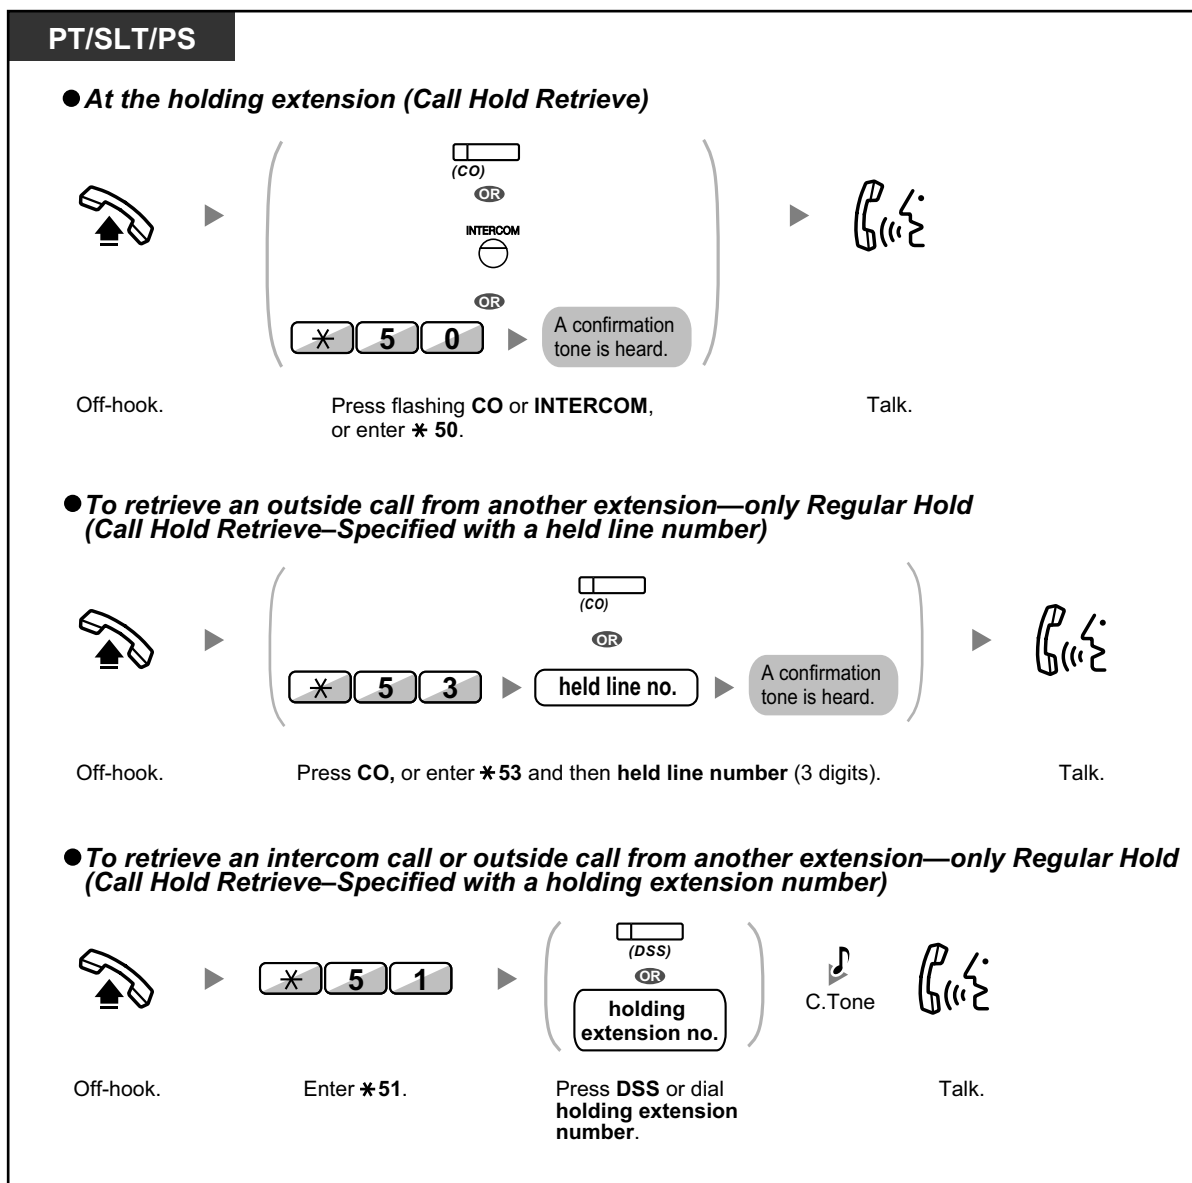 PT/SLT/PS
● At the holding extension (Call Hold Retrieve)
(CO)
OR
INTERCOM
OR
✳ 5 0
A confirmation
tone is heard.
Off-hook.
Press flashing CO or INTERCOM,
or enter ✳ 50.
Talk.
● To retrieve an outside call from another extension—only Regular Hold
(Call Hold Retrieve–Specified with a held line number)
(CO)
OR
✳ 5 3
held line no.
A confirmation
tone is heard.
Off-hook.
Press CO, or enter ✳53 and then held line number (3 digits).
Talk.
● To retrieve an intercom call or outside call from another extension—only Regular Hold
(Call Hold Retrieve–Specified with a holding extension number)
✳ 5 1
(DSS)
OR
holding
extension no.
C.Tone
Off-hook.
Enter ✳51.
Press DSS or dial
holding extension
number.
Talk.